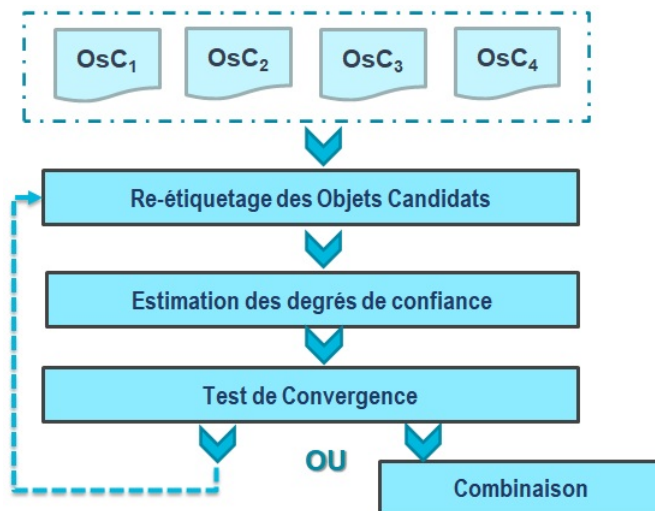 OsC₁ OsC₂ OsC₃ OsC₄
Re-étiquetage des Objets Candidats
Estimation des degrés de confiance
Test de Convergence
OU
Combinaison